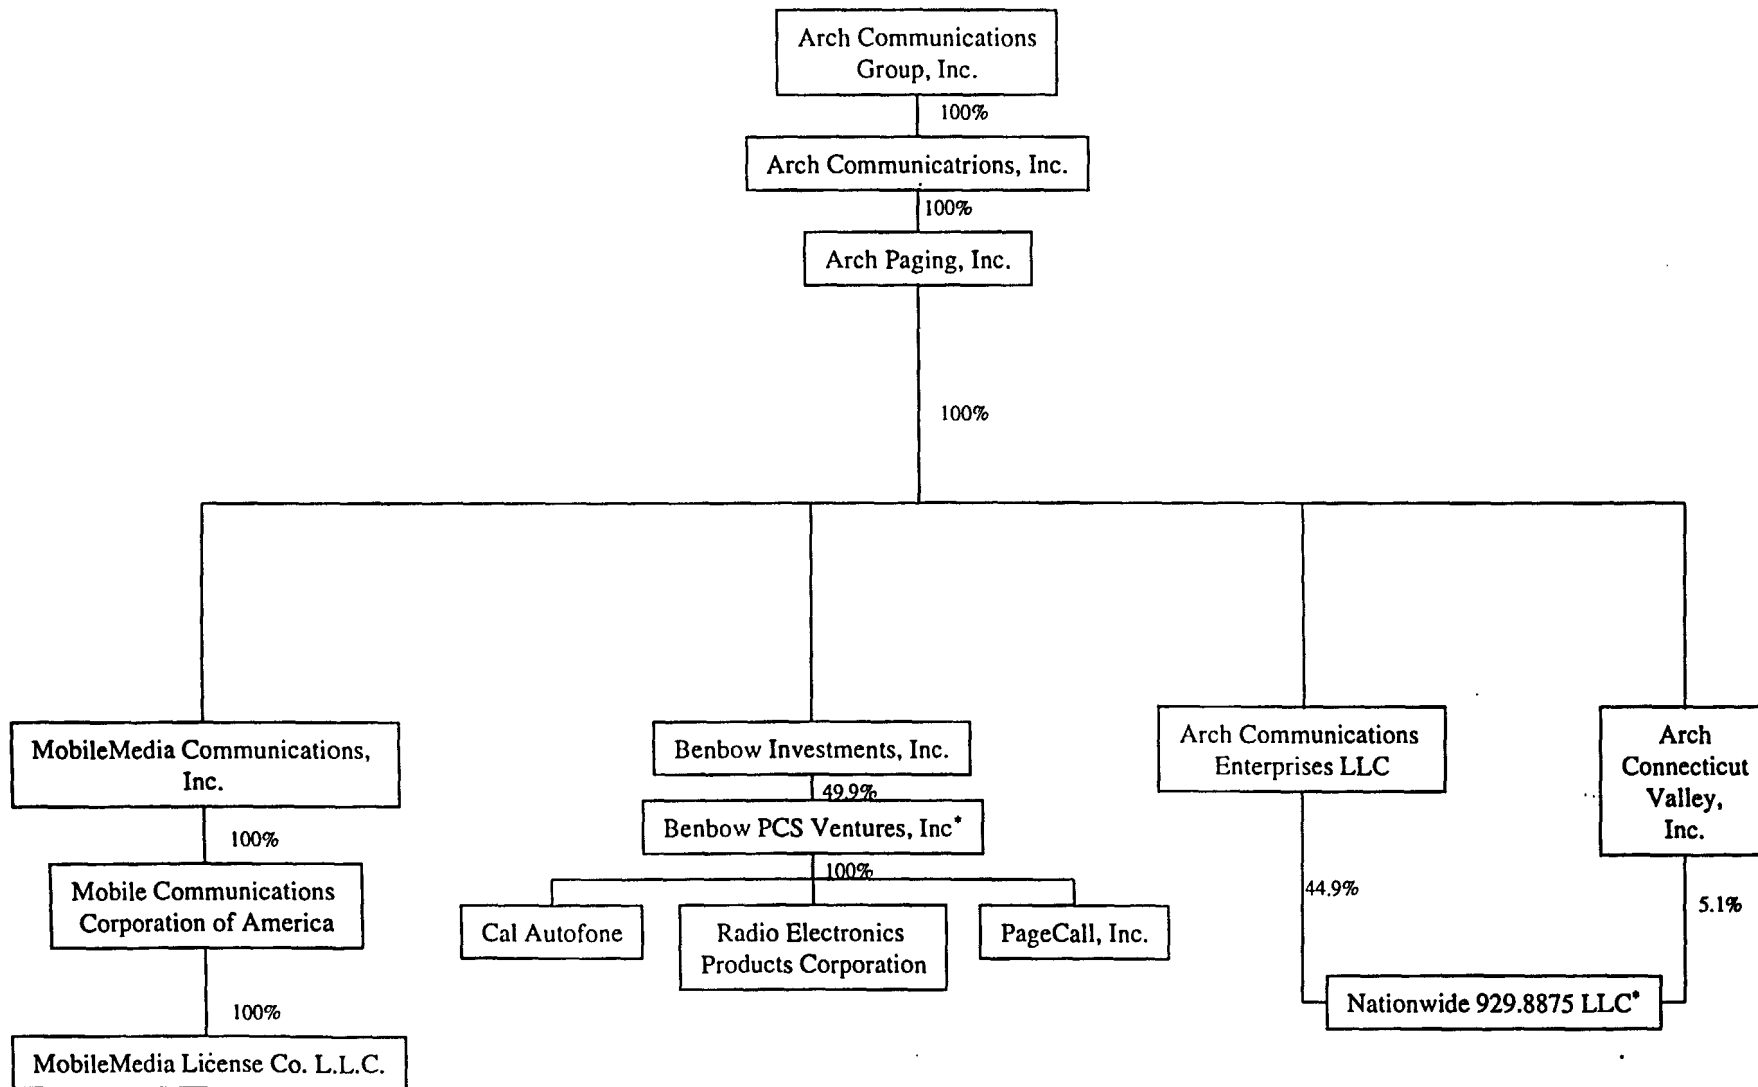 Arch Communications
Group, Inc.
100%
Arch Communicatrions, Inc.
100%
Arch Paging, Inc.
100%
MobileMedia Communications,
Inc.
100%
Mobile Communications
Corporation of America
100%
MobileMedia License Co. L.L.C.
Benbow Investments, Inc.
49.9%
Benbow PCS Ventures, Inc*
100%
Cal Autofone
Radio Electronics
Products Corporation
PageCall, Inc.
Arch Communications
Enterprises LLC
44.9%
Arch
Connecticut
Valley,
Inc.
5.1%
Nationwide 929.8875 LLC*